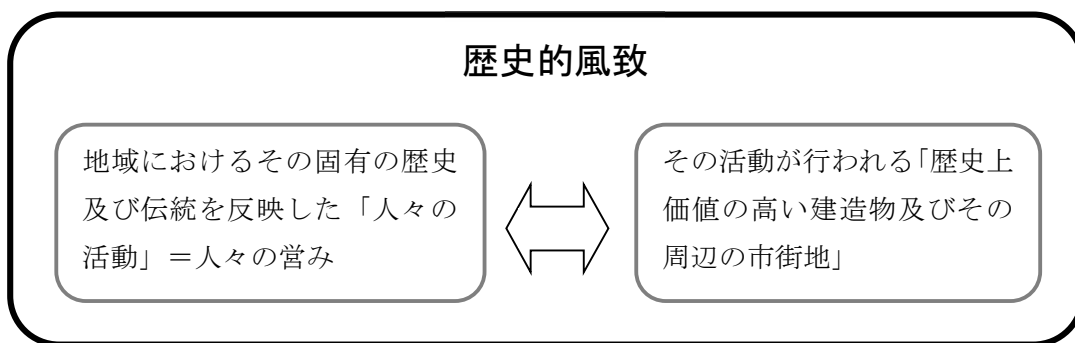 歴史的風致
地域におけるその固有の歴史
及び伝統を反映した「人々の
活動」＝人々の営み
その活動が行われる「歴史上
価値の高い建造物及びその
周辺の市街地」